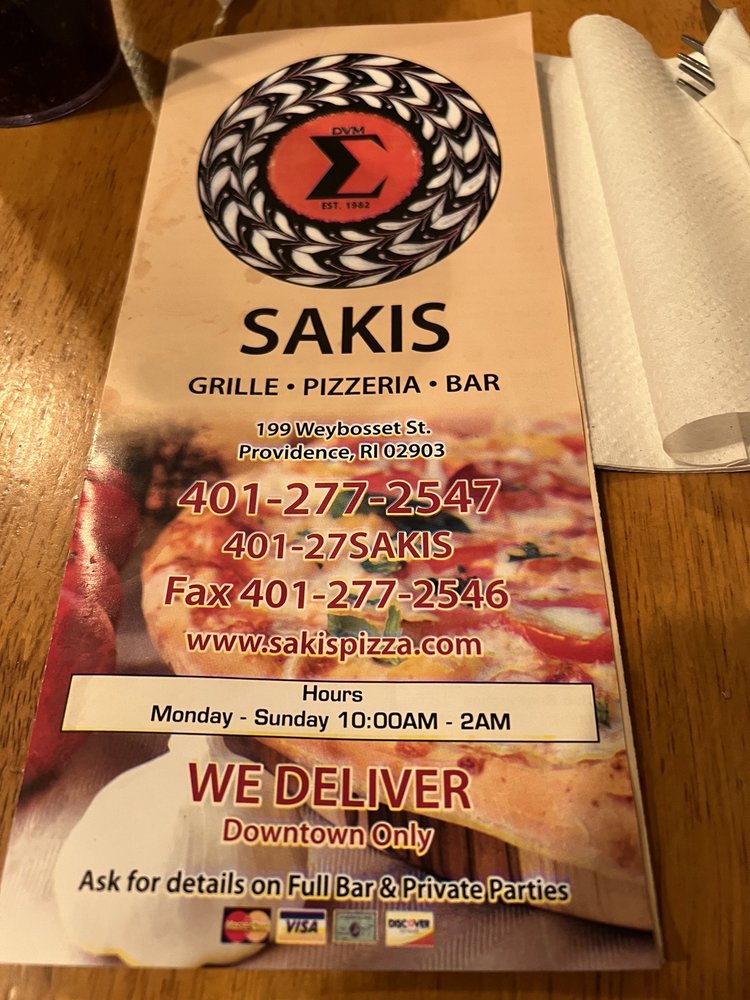 DVM
Σ
EST. 1982
SAKIS
GRILLE • PIZZERIA • BAR
199 Weybosset St.
Providence, RI 02903
401-277-2547
401-27SAKIS
Fax 401-277-2546
www.sakispizza.com
Hours
Monday - Sunday 10:00AM - 2AM
WE DELIVER
Downtown Only
Ask for details on Full Bar & Private Parties
MasterCard VISA DISCOVER